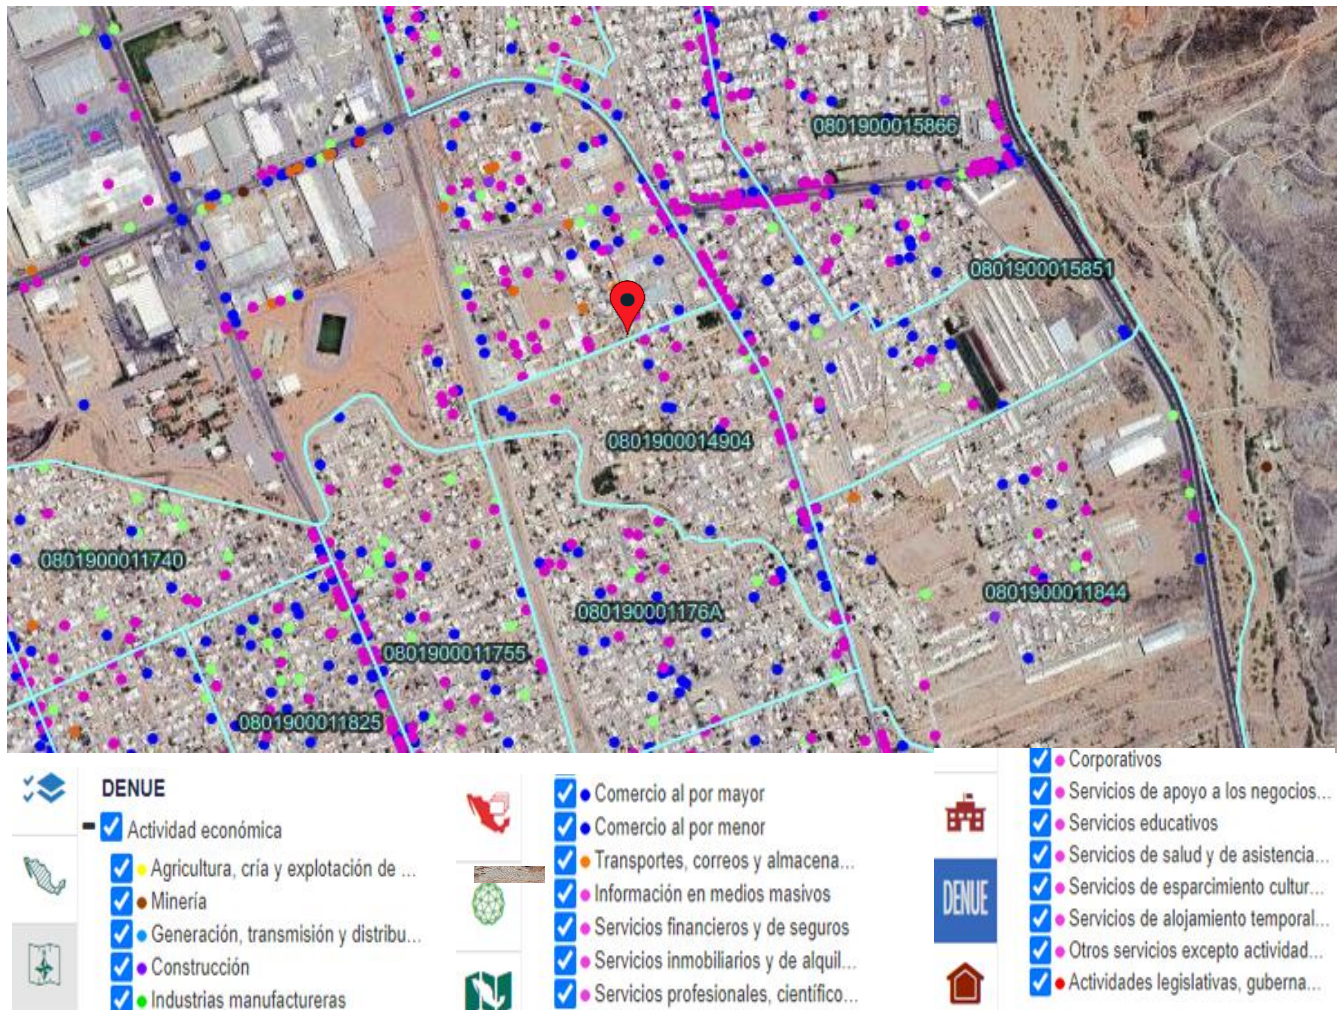 0801900015866
0801900015851
0801900014904
0801900011740
0801900011844
080190001176A
0801900011755
0801900011825
DENUE
Actividad económica
Agricultura, cría y explotación de ...
Minería
Generación, transmisión y distribu...
Construcción
Industrias manufactureras
Comercio al por mayor
Comercio al por menor
Transportes, correos y almacena...
Información en medios masivos
Servicios financieros y de seguros
Servicios inmobiliarios y de alquil...
Servicios profesionales, científico...
DENUE
Corporativos
Servicios de apoyo a los negocios...
Servicios educativos
Servicios de salud y de asistencia...
Servicios de esparcimiento cultur...
Servicios de alojamiento temporal...
Otros servicios excepto actividad...
Actividades legislativas, guberna...